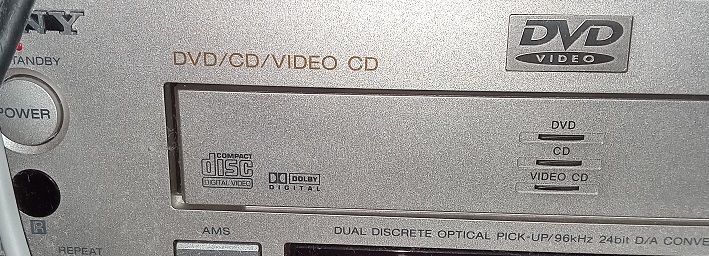 NY
STANDBY
DVD/CD/VIDEO CD
DVD
VIDEO
POWER
DVD
CD
VIDEO CD
COMPACT
disc
DIGITAL VIDEO
DOLBY
DIGITAL
R
AMS
REPEAT
DUAL DISCRETE OPTICAL PICK-UP/96kHz 24bit D/A CONVE